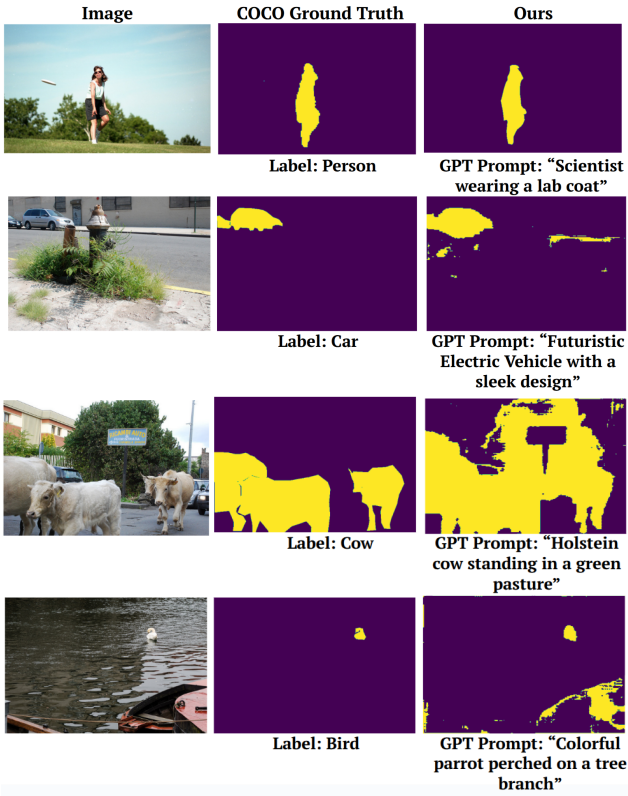 Image
COCO Ground Truth
Ours
Label: Person
GPT Prompt: “Scientist
wearing a lab coat”
Label: Car
GPT Prompt: “Futuristic
Electric Vehicle with a
sleek design”
Label: Cow
GPT Prompt: “Holstein
cow standing in a green
pasture”
Label: Bird
GPT Prompt: “Colorful
parrot perched on a tree
branch”